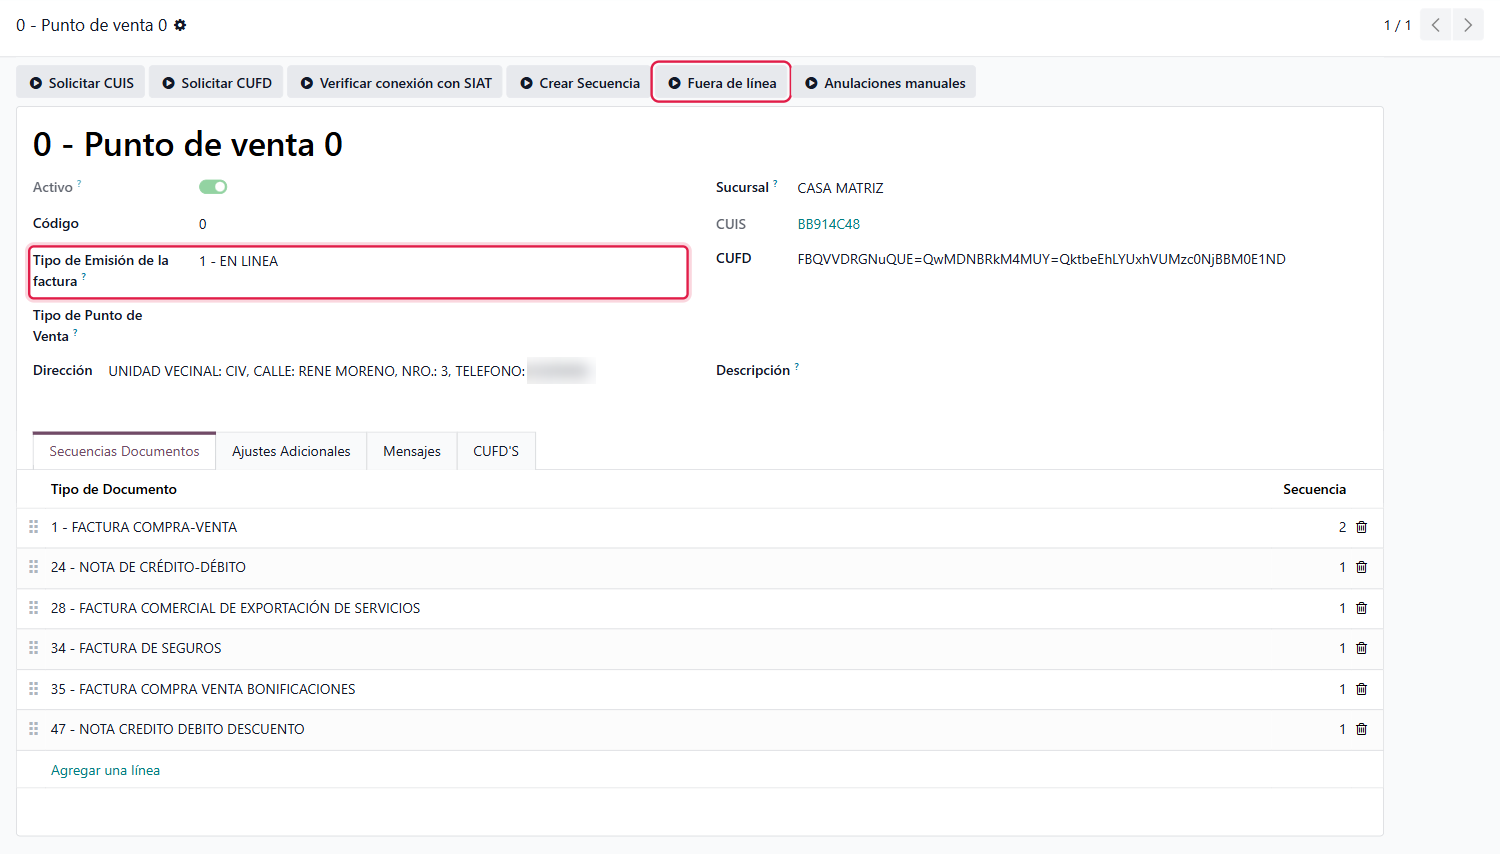 0 - Punto de venta 0
1 / 1
Solicitar CUIS
Solicitar CUFD
Verificar conexión con SIAT
Crear Secuencia
Fuera de línea
Anulaciones manuales
0 - Punto de venta 0
Activo ?
Sucursal ? CASA MATRIZ
Código 0
CUIS BB914C48
Tipo de Emisión de la factura ? 1 - EN LINEA
CUFD FBQVVDRGNuQUE=QwMDNBRkM4MUY=QktbeEhLYUxhVUMzc0NjBBM0E1ND
Tipo de Punto de
Venta ?
Dirección UNIDAD VECINAL: CIV, CALLE: RENE MORENO, NRO.: 3, TELEFONO:
Descripción ?
Secuencias Documentos
Ajustes Adicionales
Mensajes
CUFD'S
Tipo de Documento Secuencia
1 - FACTURA COMPRA-VENTA 2
24 - NOTA DE CRÉDITO-DÉBITO 1
28 - FACTURA COMERCIAL DE EXPORTACIÓN DE SERVICIOS 1
34 - FACTURA DE SEGUROS 1
35 - FACTURA COMPRA VENTA BONIFICACIONES 1
47 - NOTA CREDITO DEBITO DESCUENTO 1
Agregar una línea